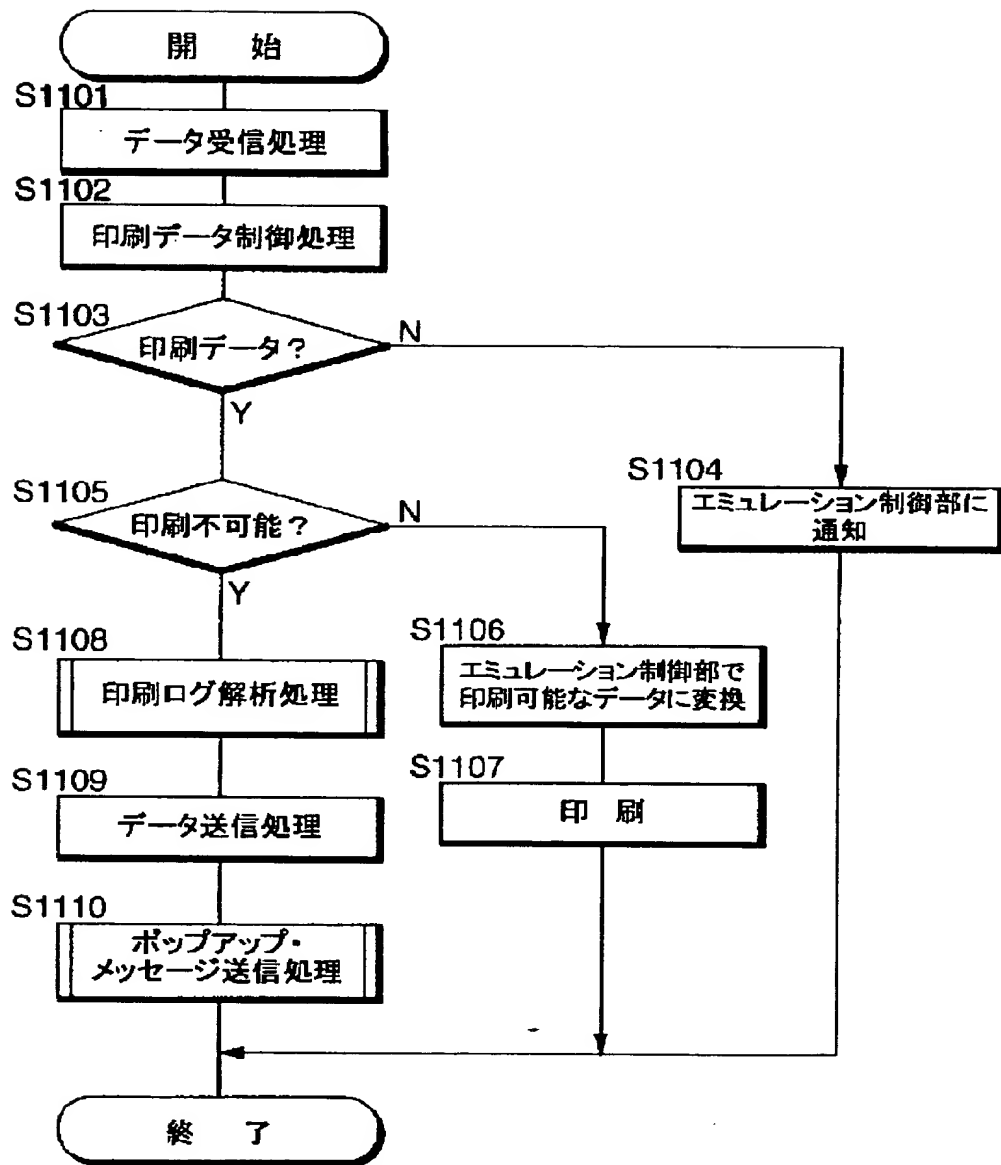 開 始
S1101
データ受信処理
S1102
印刷データ制御処理
S1103
印刷データ？
N
Y
S1104
エミュレーション制御部に
通知
S1105
印刷不可能？
N
Y
S1106
エミュレーション制御部で
印刷可能なデータに変換
S1108
印刷ログ解析処理
S1107
印 刷
S1109
データ送信処理
S1110
ポップアップ・
メッセージ送信処理
終 了